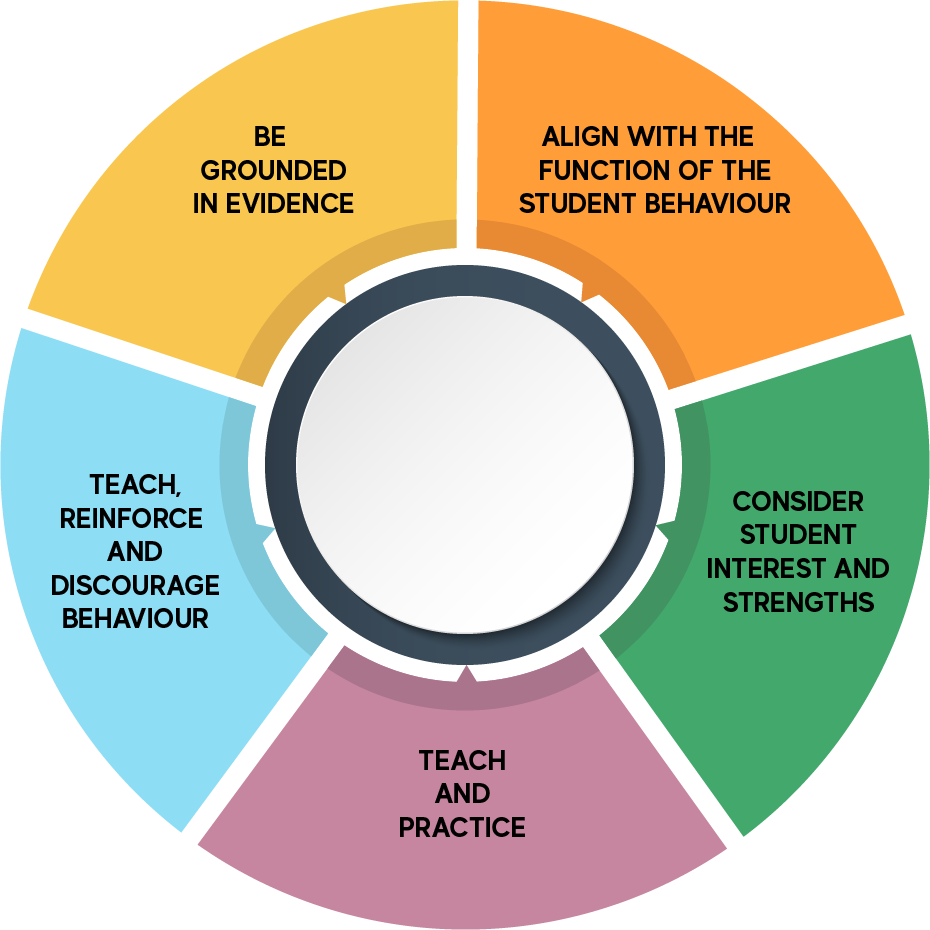 BE
GROUNDED
IN EVIDENCE
ALIGN WITH THE
FUNCTION OF THE
STUDENT BEHAVIOUR
CONSIDER
STUDENT
INTEREST AND
STRENGTHS
TEACH
AND
PRACTICE
TEACH,
REINFORCE
AND
DISCOURAGE
BEHAVIOUR